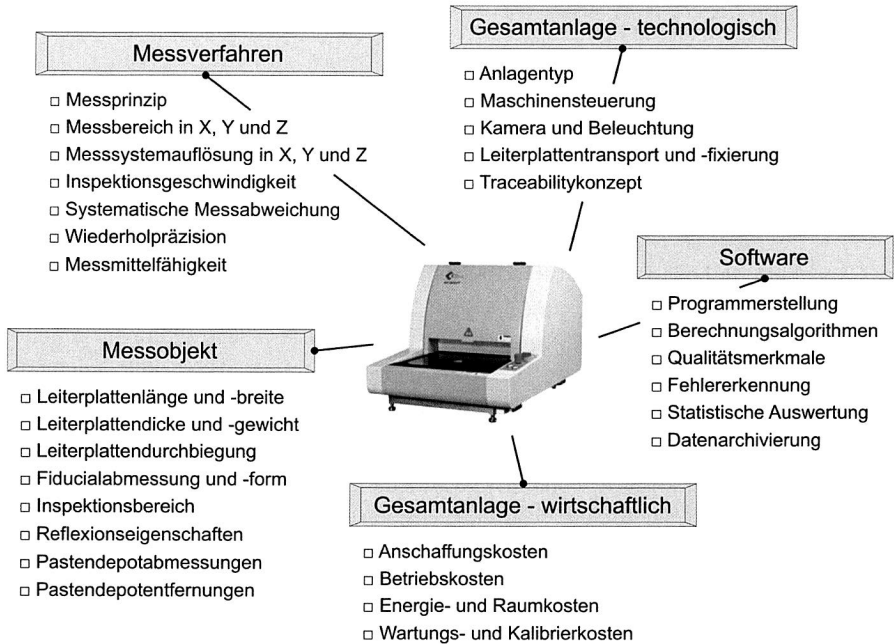 Messverfahren
□ Messprinzip
□ Messbereich in X, Y und Z
□ Messsystemauflösung in X, Y und Z
□ Inspektionsgeschwindigkeit
□ Systematische Messabweichung
□ Wiederholpräzision
□ Messmittelfähigkeit
Gesamtanlage - technologisch
□ Anlagentyp
□ Maschinensteuerung
□ Kamera und Beleuchtung
□ Leiterplattentransport und -fixierung
□ Traceabilitykonzept
Software
□ Programmerstellung
□ Berechnungsalgorithmen
□ Qualitätsmerkmale
□ Fehlererkennung
□ Statistische Auswertung
□ Datenarchivierung
Messobjekt
□ Leiterplattenlänge und -breite
□ Leiterplattendicke und -gewicht
□ Leiterplattendurchbiegung
□ Fiducialabmessung und -form
□ Inspektionsbereich
□ Reflexionseigenschaften
□ Pastendepotabmessungen
□ Pastendepotentfernungen
Gesamtanlage - wirtschaftlich
□ Anschaffungskosten
□ Betriebskosten
□ Energie- und Raumkosten
□ Wartungs- und Kalibrierkosten